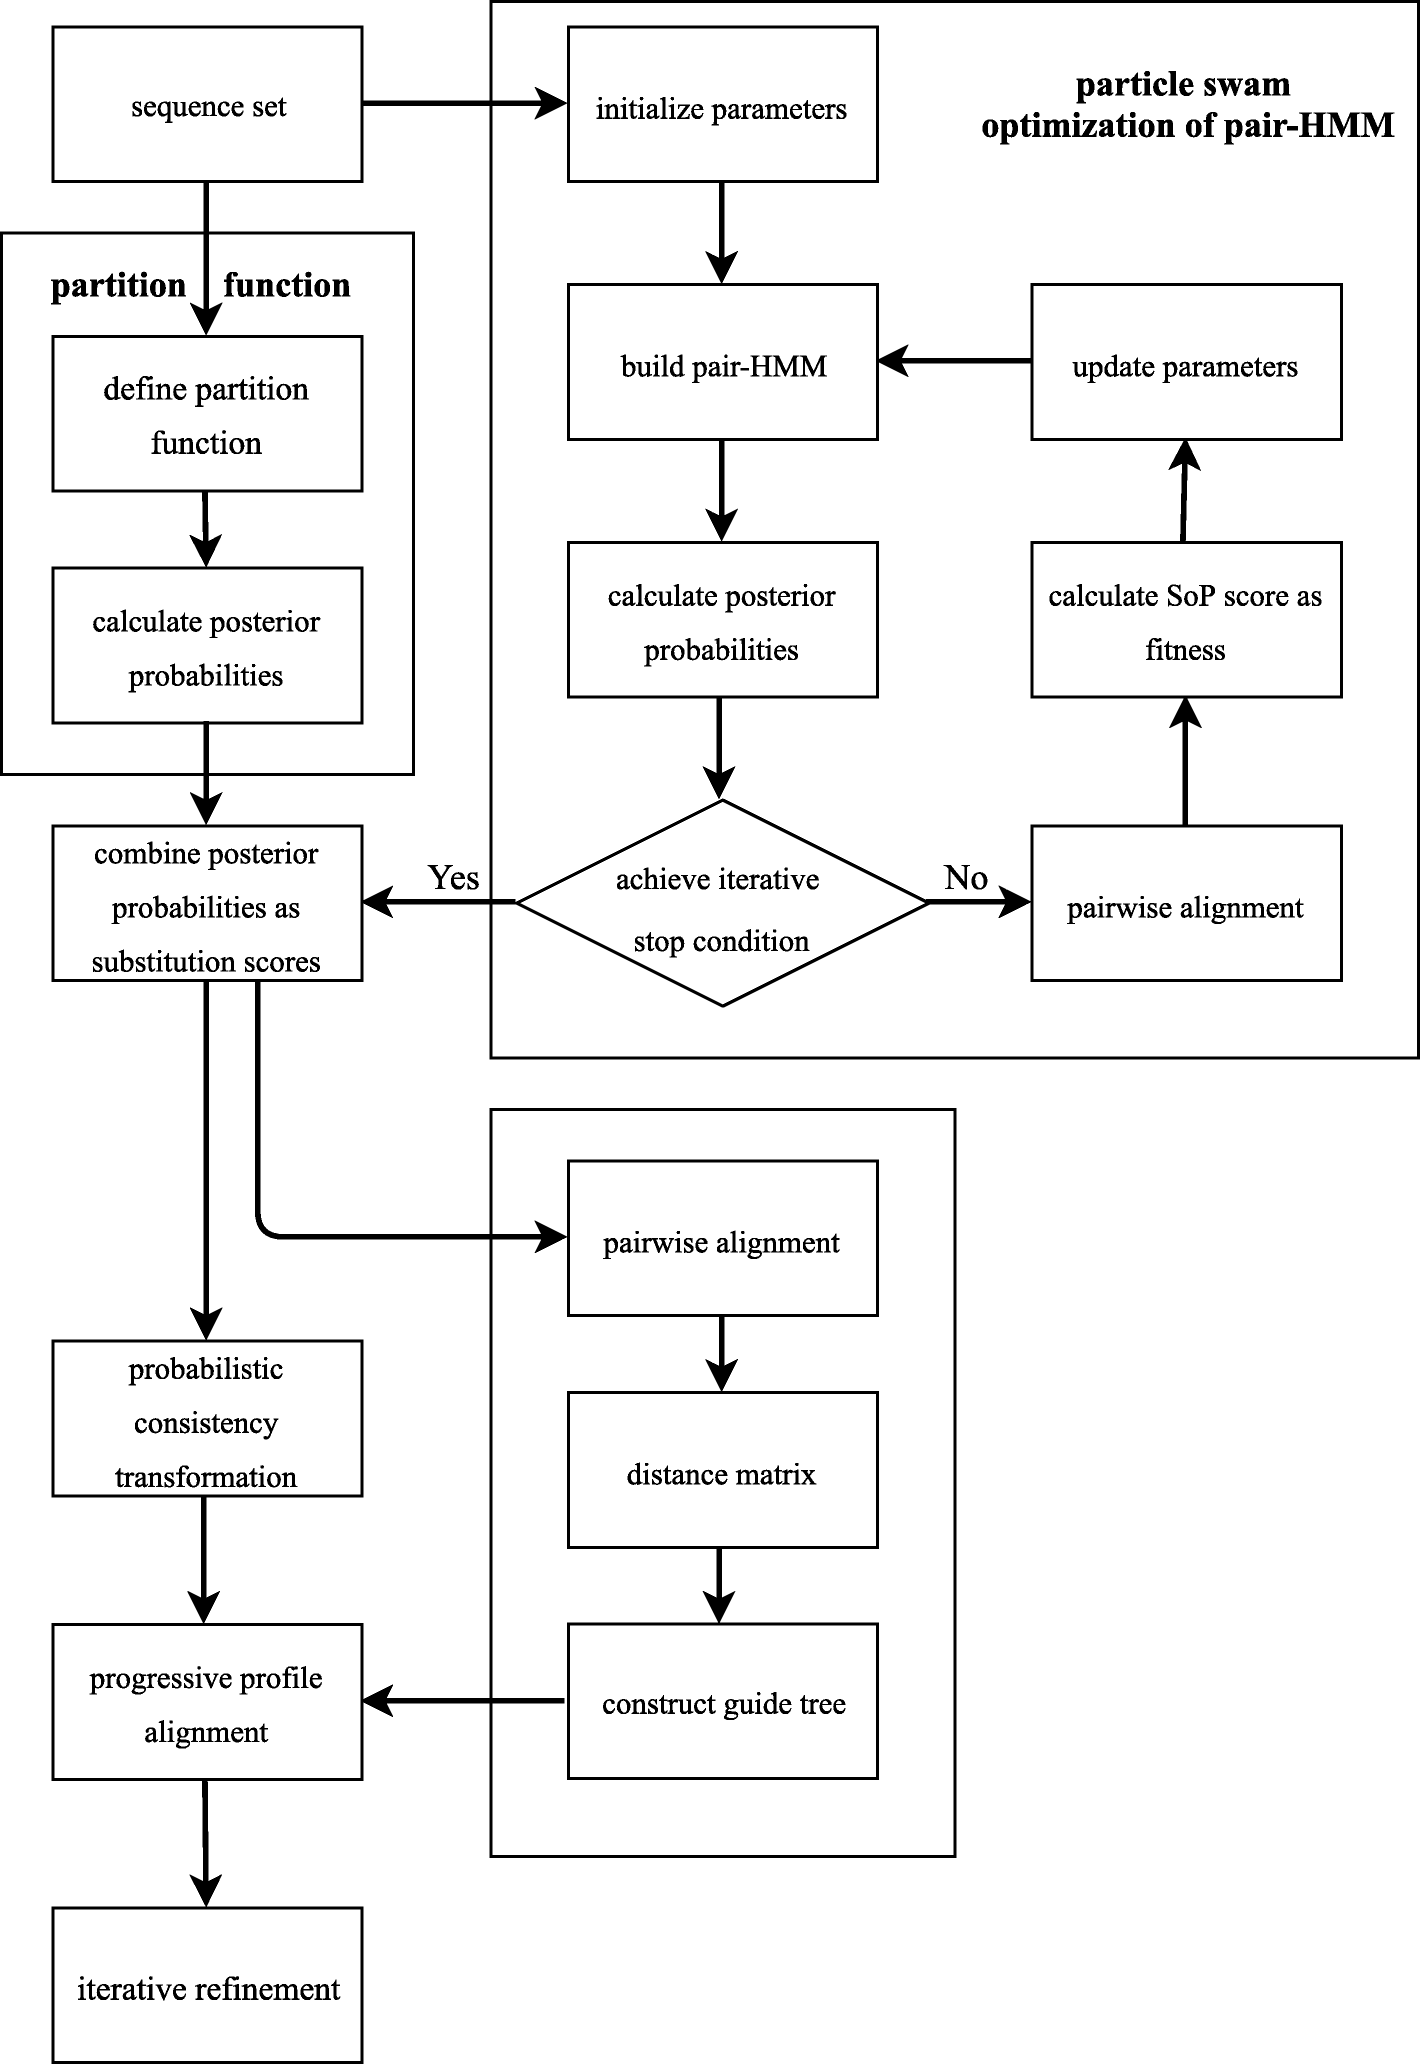 sequence set
initialize parameters
particle swam
optimization of pair-HMM
partition function
define partition
function
calculate posterior
probabilities
build pair-HMM
update parameters
calculate posterior
probabilities
calculate SoP score as
fitness
combine posterior
probabilities as
substitution scores
Yes
achieve iterative
stop condition
No
pairwise alignment
pairwise alignment
distance matrix
construct guide tree
probabilistic
consistency
transformation
progressive profile
alignment
iterative refinement